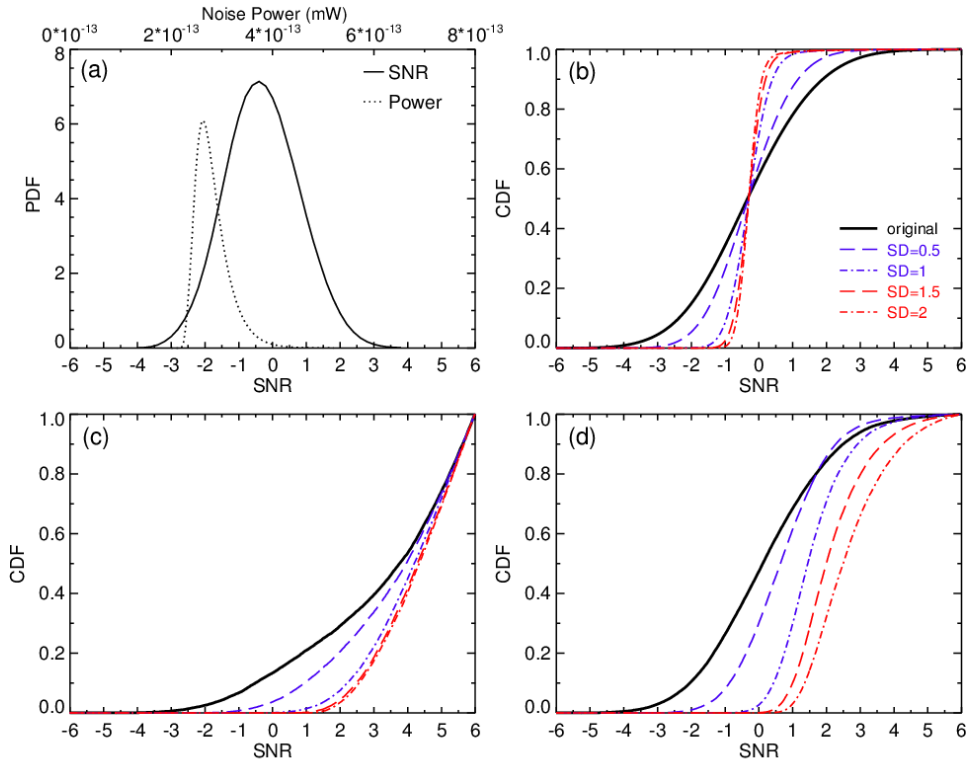 Noise Power (mW)
0*10-13 2*10-13 4*10-13 6*10-13 8*10-13
(a)
SNR
Power
PDF
8
6
4
2
0
-6 -5 -4 -3 -2 -1 0 1 2 3 4 5 6
SNR
(b)
CDF
1.0
0.8
0.6
0.4
0.2
0.0
original
SD=0.5
SD=1
SD=1.5
SD=2
-6 -5 -4 -3 -2 -1 0 1 2 3 4 5 6
SNR
(c)
CDF
1.0
0.8
0.6
0.4
0.2
0.0
-6 -5 -4 -3 -2 -1 0 1 2 3 4 5 6
SNR
(d)
CDF
1.0
0.8
0.6
0.4
0.2
0.0
-6 -5 -4 -3 -2 -1 0 1 2 3 4 5 6
SNR